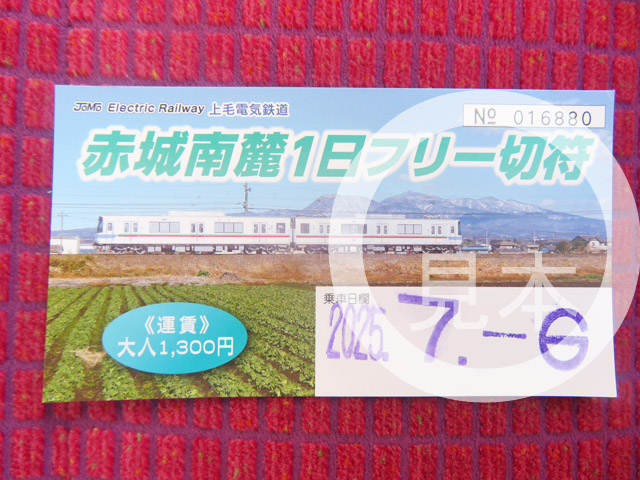 JoMo Electric Railway 上毛電気鉄道
No 016880
赤城南麓1日フリー切符
見本
乗車日欄
2025. 7.-6
《運賃》
大人1,300円